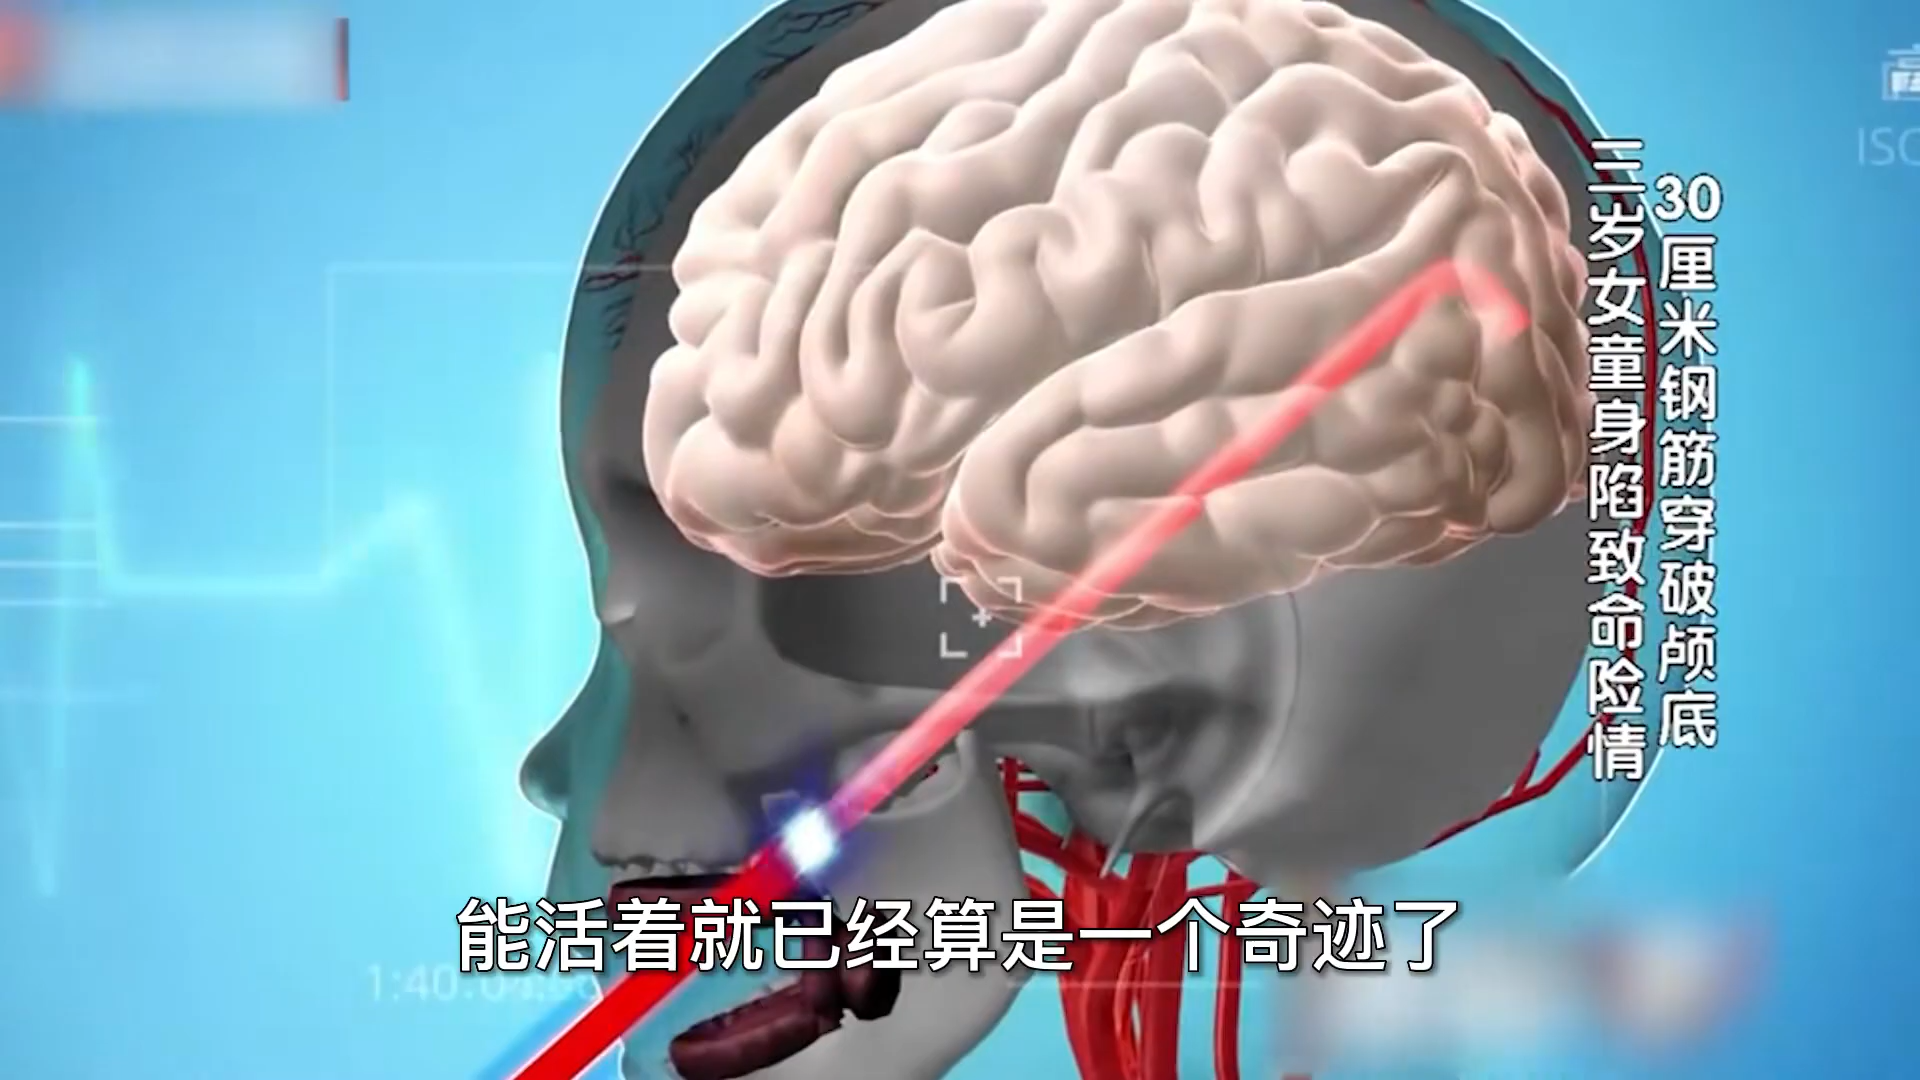 30厘米钢筋穿破颅底
三岁女童身陷致命险情
ISO
能活着就已经算是一个奇迹了